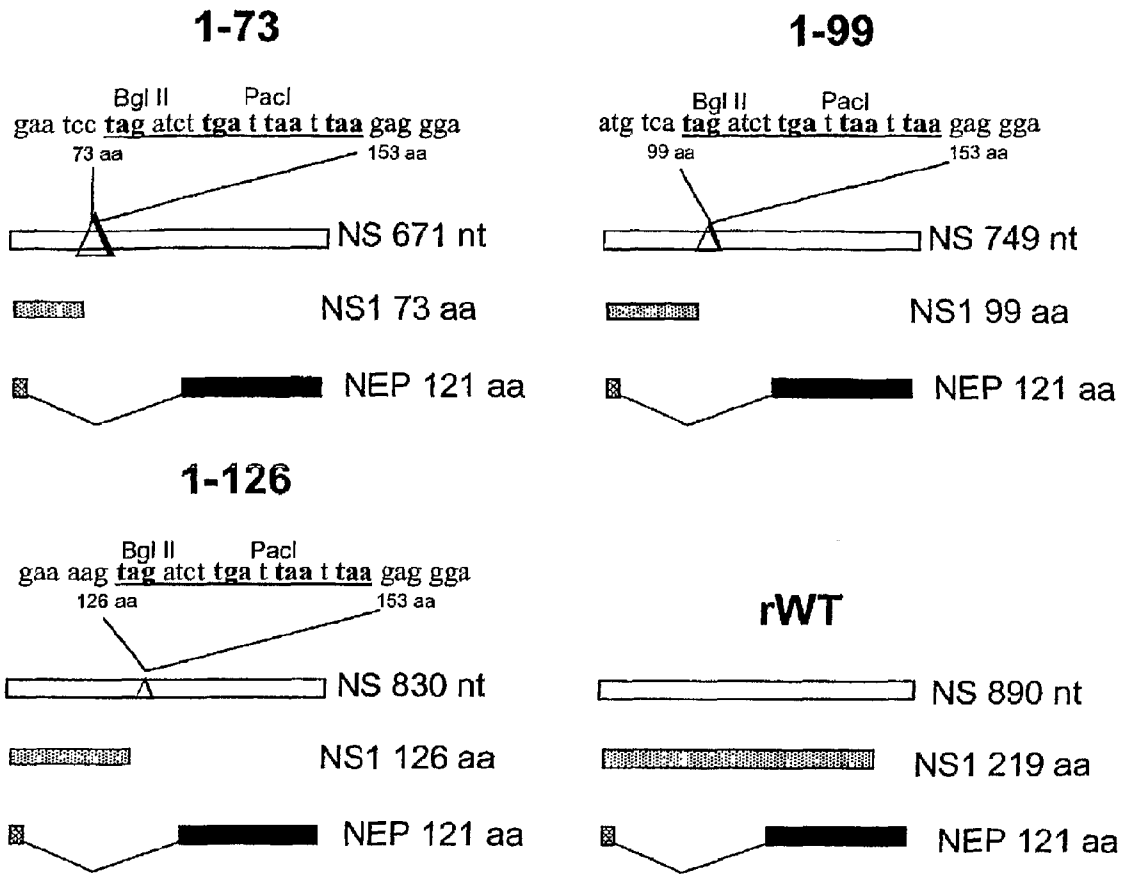 1-73
Bgl II PacI
gaa tcc tag atct tga t taa t taa gag gga
73 aa 153 aa
NS 671 nt
NS1 73 aa
NEP 121 aa
1-99
Bgl II PacI
atg tca tag atct tga t taa t taa gag gga
99 aa 153 aa
NS 749 nt
NS1 99 aa
NEP 121 aa
1-126
Bgl II PacI
gaa aag tag atct tga t taa t taa gag gga
126 aa 153 aa
NS 830 nt
NS1 126 aa
NEP 121 aa
rWT
NS 890 nt
NS1 219 aa
NEP 121 aa